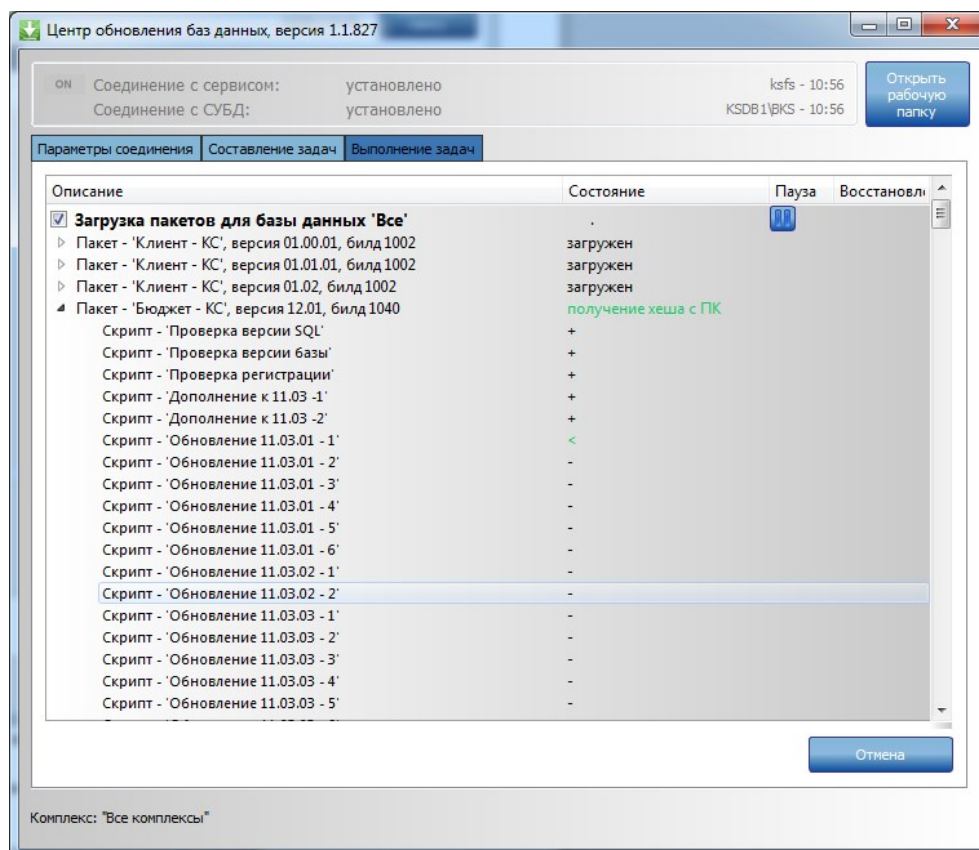 Центр обновления баз данных, версия 1.1.827
ON Соединение с сервисом: установлено ksfs - 10:56
Соединение с СУБД: установлено KSDB1\BKS - 10:56
Открыть
рабочую
папку
Параметры соединения Составление задач Выполнение задач
Описание Состояние Пауза Восстановл
Загрузка пакетов для базы данных 'Все' .
Пакет - 'Клиент - КС', версия 01.00.01, билд 1002 загружен
Пакет - 'Клиент - КС', версия 01.01.01, билд 1002 загружен
Пакет - 'Клиент - КС', версия 01.02, билд 1002 загружен
Пакет - 'Бюджет - КС', версия 12.01, билд 1040 получение хеша с ПК
Скрипт - 'Проверка версии SQL' +
Скрипт - 'Проверка версии базы' +
Скрипт - 'Проверка регистрации' +
Скрипт - 'Дополнение к 11.03 -1' +
Скрипт - 'Дополнение к 11.03 -2' +
Скрипт - 'Обновление 11.03.01 - 1' <
Скрипт - 'Обновление 11.03.01 - 2' -
Скрипт - 'Обновление 11.03.01 - 3' -
Скрипт - 'Обновление 11.03.01 - 4' -
Скрипт - 'Обновление 11.03.01 - 5' -
Скрипт - 'Обновление 11.03.01 - 6' -
Скрипт - 'Обновление 11.03.02 - 1' -
Скрипт - 'Обновление 11.03.02 - 2' -
Скрипт - 'Обновление 11.03.03 - 1' -
Скрипт - 'Обновление 11.03.03 - 2' -
Скрипт - 'Обновление 11.03.03 - 3' -
Скрипт - 'Обновление 11.03.03 - 4' -
Скрипт - 'Обновление 11.03.03 - 5' -
Отмена
Комплекс: "Все комплексы"